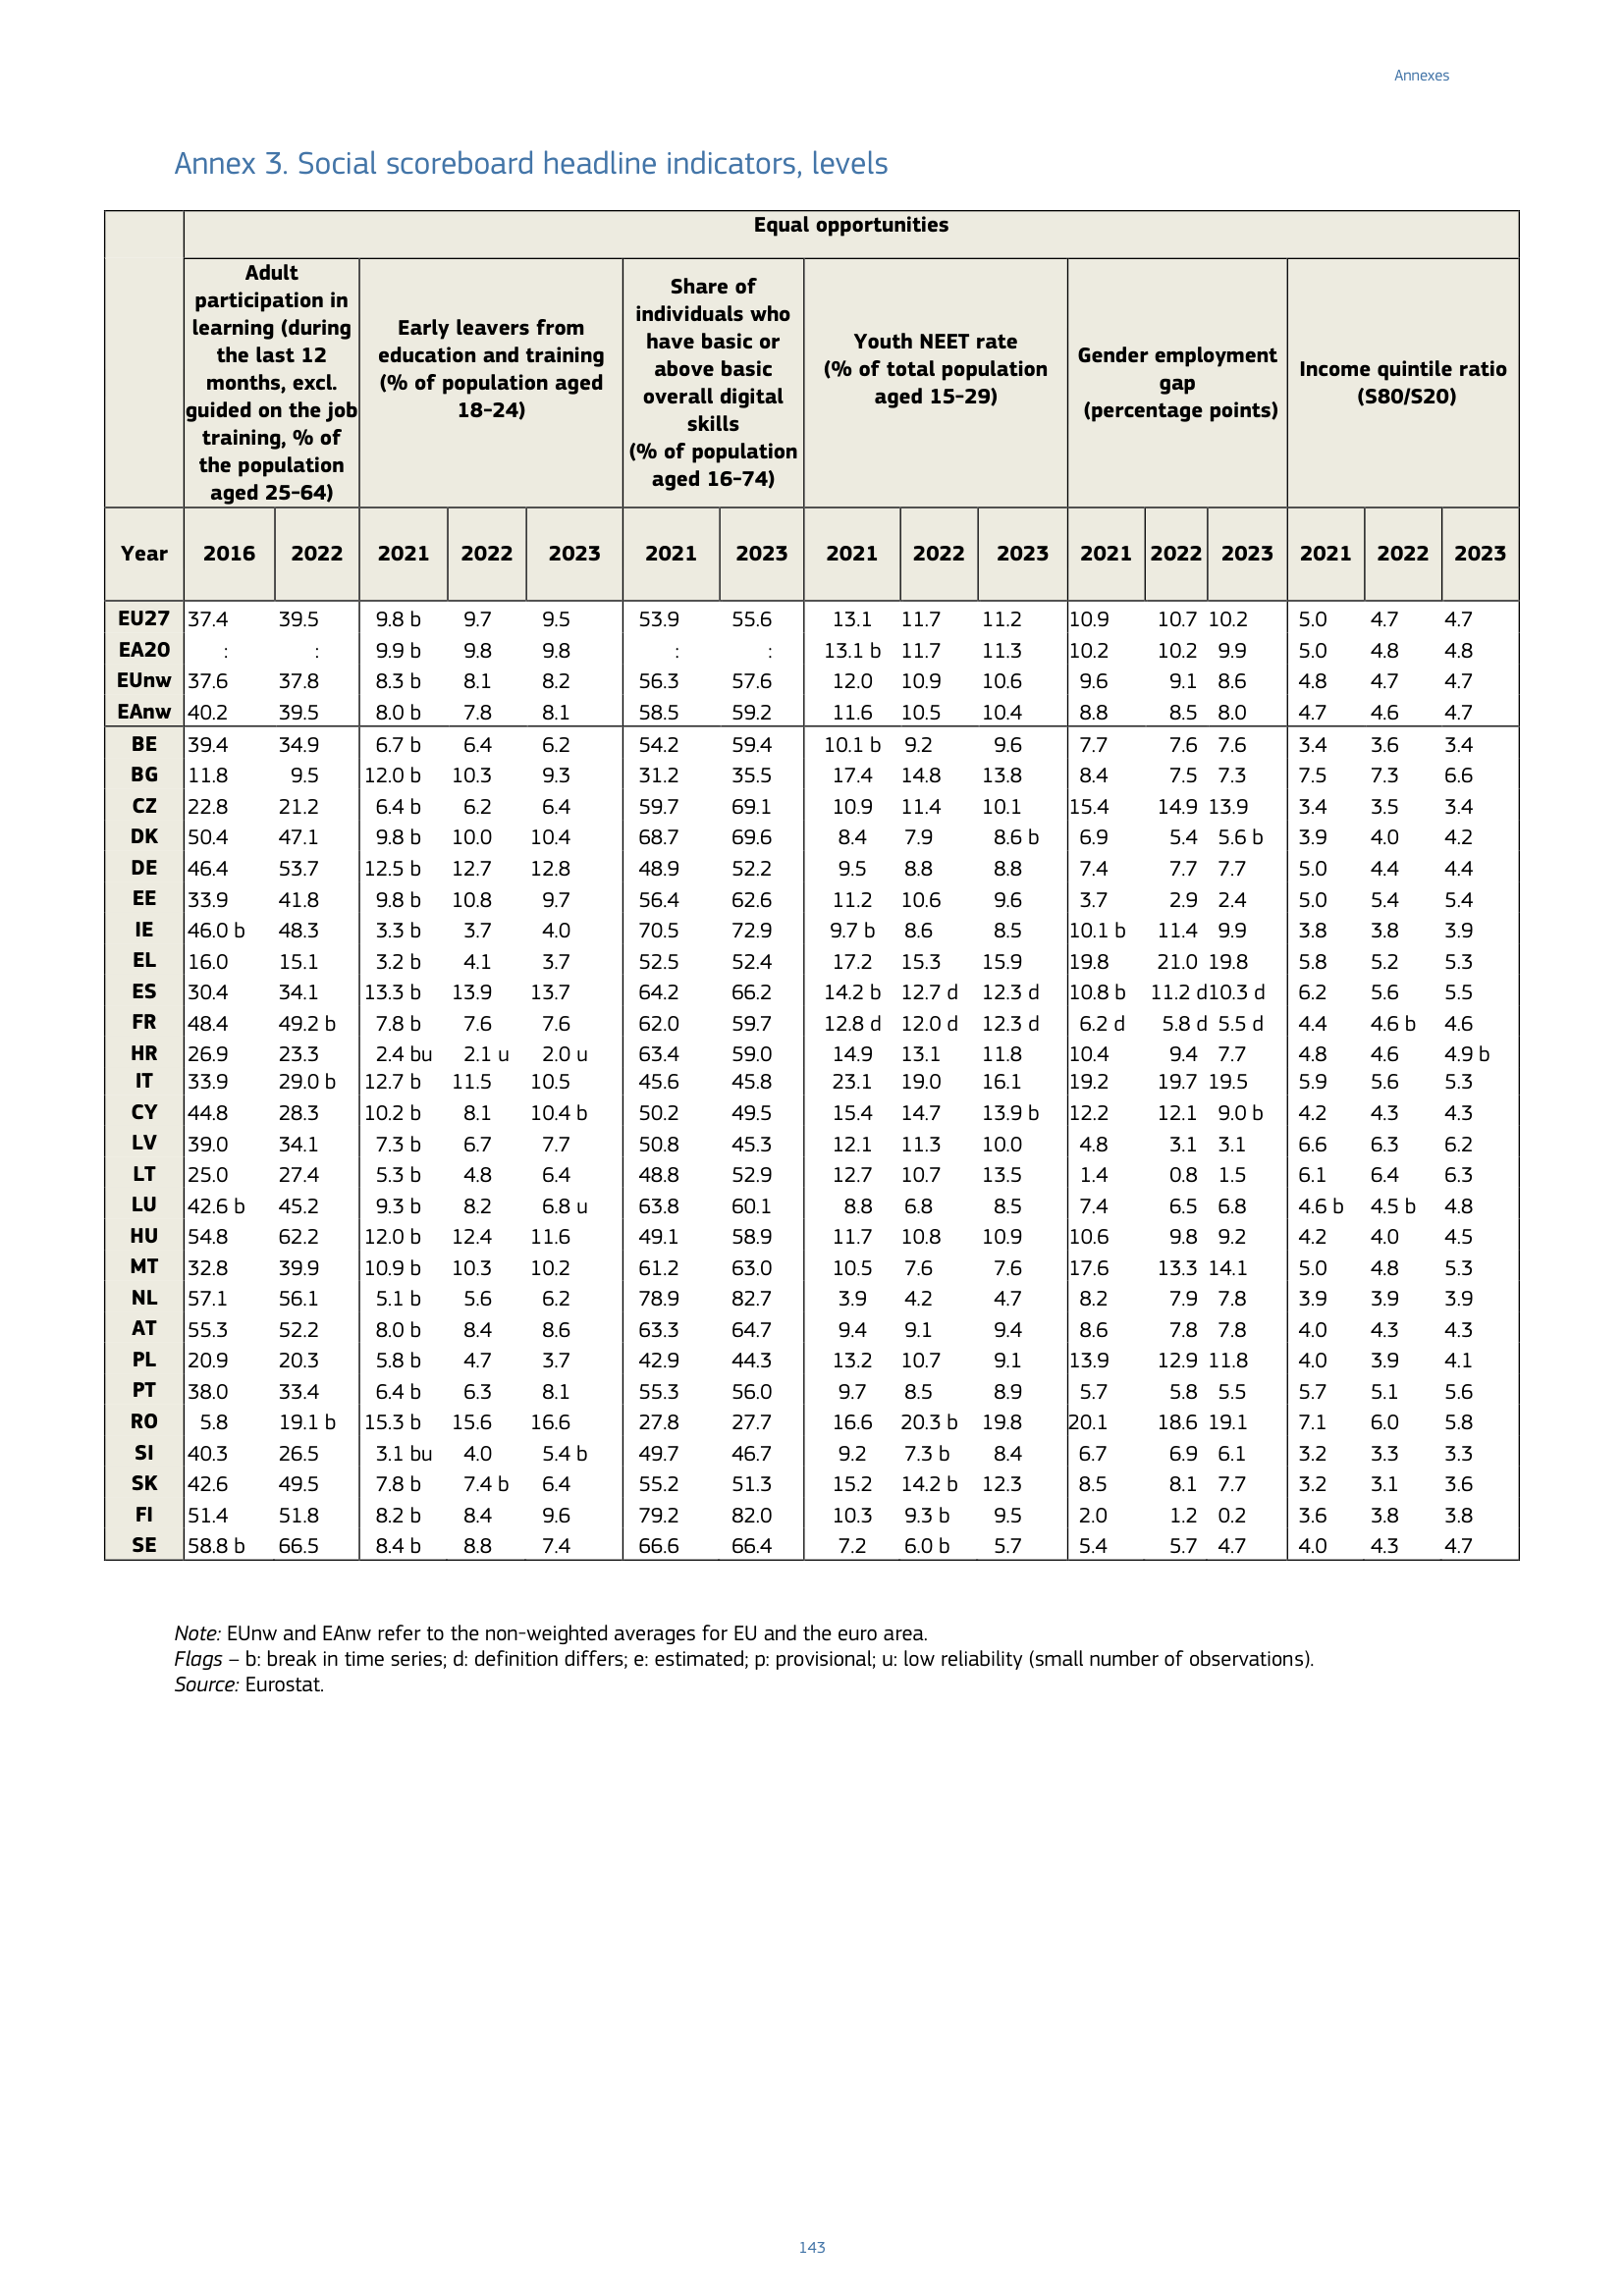 Annexes
Annex 3. Social scoreboard headline indicators, levels
Equal opportunities
Adult
participation in
learning (during
the last 12
months, excl.
guided on the job
training, % of
the population
aged 25-64)
Early leavers from
education and training
(% of population aged
18-24)
Share of
individuals who
have basic or
above basic
overall digital
skills
(% of population
aged 16-74)
Youth NEET rate
(% of total population
aged 15-29)
Gender employment
gap
(percentage points)
Income quintile ratio
(S80/S20)
Year 2016 2022 2021 2022 2023 2021 2023 2021 2022 2023 2021 2022 2023 2021 2022 2023
EU27 37.4 39.5 9.8 b 9.7 9.5 53.9 55.6 13.1 11.7 11.2 10.9 10.7 10.2 5.0 4.7 4.7
EA20 : : 9.9 b 9.8 9.8 : : 13.1 b 11.7 11.3 10.2 10.2 9.9 5.0 4.8 4.8
EUnw 37.6 37.8 8.3 b 8.1 8.2 56.3 57.6 12.0 10.9 10.6 9.6 9.1 8.6 4.8 4.7 4.7
EAnw 40.2 39.5 8.0 b 7.8 8.1 58.5 59.2 11.6 10.5 10.4 8.8 8.5 8.0 4.7 4.6 4.7
BE 39.4 34.9 6.7 b 6.4 6.2 54.2 59.4 10.1 b 9.2 9.6 7.7 7.6 7.6 3.4 3.6 3.4
BG 11.8 9.5 12.0 b 10.3 9.3 31.2 35.5 17.4 14.8 13.8 8.4 7.5 7.3 7.5 7.3 6.6
CZ 22.8 21.2 6.4 b 6.2 6.4 59.7 69.1 10.9 11.4 10.1 15.4 14.9 13.9 3.4 3.5 3.4
DK 50.4 47.1 9.8 b 10.0 10.4 68.7 69.6 8.4 7.9 8.6 b 6.9 5.4 5.6 b 3.9 4.0 4.2
DE 46.4 53.7 12.5 b 12.7 12.8 48.9 52.2 9.5 8.8 8.8 7.4 7.7 7.7 5.0 4.4 4.4
EE 33.9 41.8 9.8 b 10.8 9.7 56.4 62.6 11.2 10.6 9.6 3.7 2.9 2.4 5.0 5.4 5.4
IE 46.0 b 48.3 3.3 b 3.7 4.0 70.5 72.9 9.7 b 8.6 8.5 10.1 b 11.4 9.9 3.8 3.8 3.9
EL 16.0 15.1 3.2 b 4.1 3.7 52.5 52.4 17.2 15.3 15.9 19.8 21.0 19.8 5.8 5.2 5.3
ES 30.4 34.1 13.3 b 13.9 13.7 64.2 66.2 14.2 b 12.7 d 12.3 d 10.8 b 11.2 d 10.3 d 6.2 5.6 5.5
FR 48.4 49.2 b 7.8 b 7.6 7.6 62.0 59.7 12.8 d 12.0 d 12.3 d 6.2 d 5.8 d 5.5 d 4.4 4.6 b 4.6
HR 26.9 23.3 2.4 bu 2.1 u 2.0 u 63.4 59.0 14.9 13.1 11.8 10.4 9.4 7.7 4.8 4.6 4.9 b
IT 33.9 29.0 b 12.7 b 11.5 10.5 45.6 45.8 23.1 19.0 16.1 19.2 19.7 19.5 5.9 5.6 5.3
CY 44.8 28.3 10.2 b 8.1 10.4 b 50.2 49.5 15.4 14.7 13.9 b 12.2 12.1 9.0 b 4.2 4.3 4.3
LV 39.0 34.1 7.3 b 6.7 7.7 50.8 45.3 12.1 11.3 10.0 4.8 3.1 3.1 6.6 6.3 6.2
LT 25.0 27.4 5.3 b 4.8 6.4 48.8 52.9 12.7 10.7 13.5 1.4 0.8 1.5 6.1 6.4 6.3
LU 42.6 b 45.2 9.3 b 8.2 6.8 u 63.8 60.1 8.8 6.8 8.5 7.4 6.5 6.8 4.6 b 4.5 b 4.8
HU 54.8 62.2 12.0 b 12.4 11.6 49.1 58.9 11.7 10.8 10.9 10.6 9.8 9.2 4.2 4.0 4.5
MT 32.8 39.9 10.9 b 10.3 10.2 61.2 63.0 10.5 7.6 7.6 17.6 13.3 14.1 5.0 4.8 5.3
NL 57.1 56.1 5.1 b 5.6 6.2 78.9 82.7 3.9 4.2 4.7 8.2 7.9 7.8 3.9 3.9 3.9
AT 55.3 52.2 8.0 b 8.4 8.6 63.3 64.7 9.4 9.1 9.4 8.6 7.8 7.8 4.0 4.3 4.3
PL 20.9 20.3 5.8 b 4.7 3.7 42.9 44.3 13.2 10.7 9.1 13.9 12.9 11.8 4.0 3.9 4.1
PT 38.0 33.4 6.4 b 6.3 8.1 55.3 56.0 9.7 8.5 8.9 5.7 5.8 5.5 5.7 5.1 5.6
RO 5.8 19.1 b 15.3 b 15.6 16.6 27.8 27.7 16.6 20.3 b 19.8 20.1 18.6 19.1 7.1 6.0 5.8
SI 40.3 26.5 3.1 bu 4.0 5.4 b 49.7 46.7 9.2 7.3 b 8.4 6.7 6.9 6.1 3.2 3.3 3.3
SK 42.6 49.5 7.8 b 7.4 b 6.4 55.2 51.3 15.2 14.2 b 12.3 8.5 8.1 7.7 3.2 3.1 3.6
FI 51.4 51.8 8.2 b 8.4 9.6 79.2 82.0 10.3 9.3 b 9.5 2.0 1.2 0.2 3.6 3.8 3.8
SE 58.8 b 66.5 8.4 b 8.8 7.4 66.6 66.4 7.2 6.0 b 5.7 5.4 5.7 4.7 4.0 4.3 4.7
Note: EUnw and EAnw refer to the non-weighted averages for EU and the euro area.
Flags – b: break in time series; d: definition differs; e: estimated; p: provisional; u: low reliability (small number of observations).
Source: Eurostat.
143